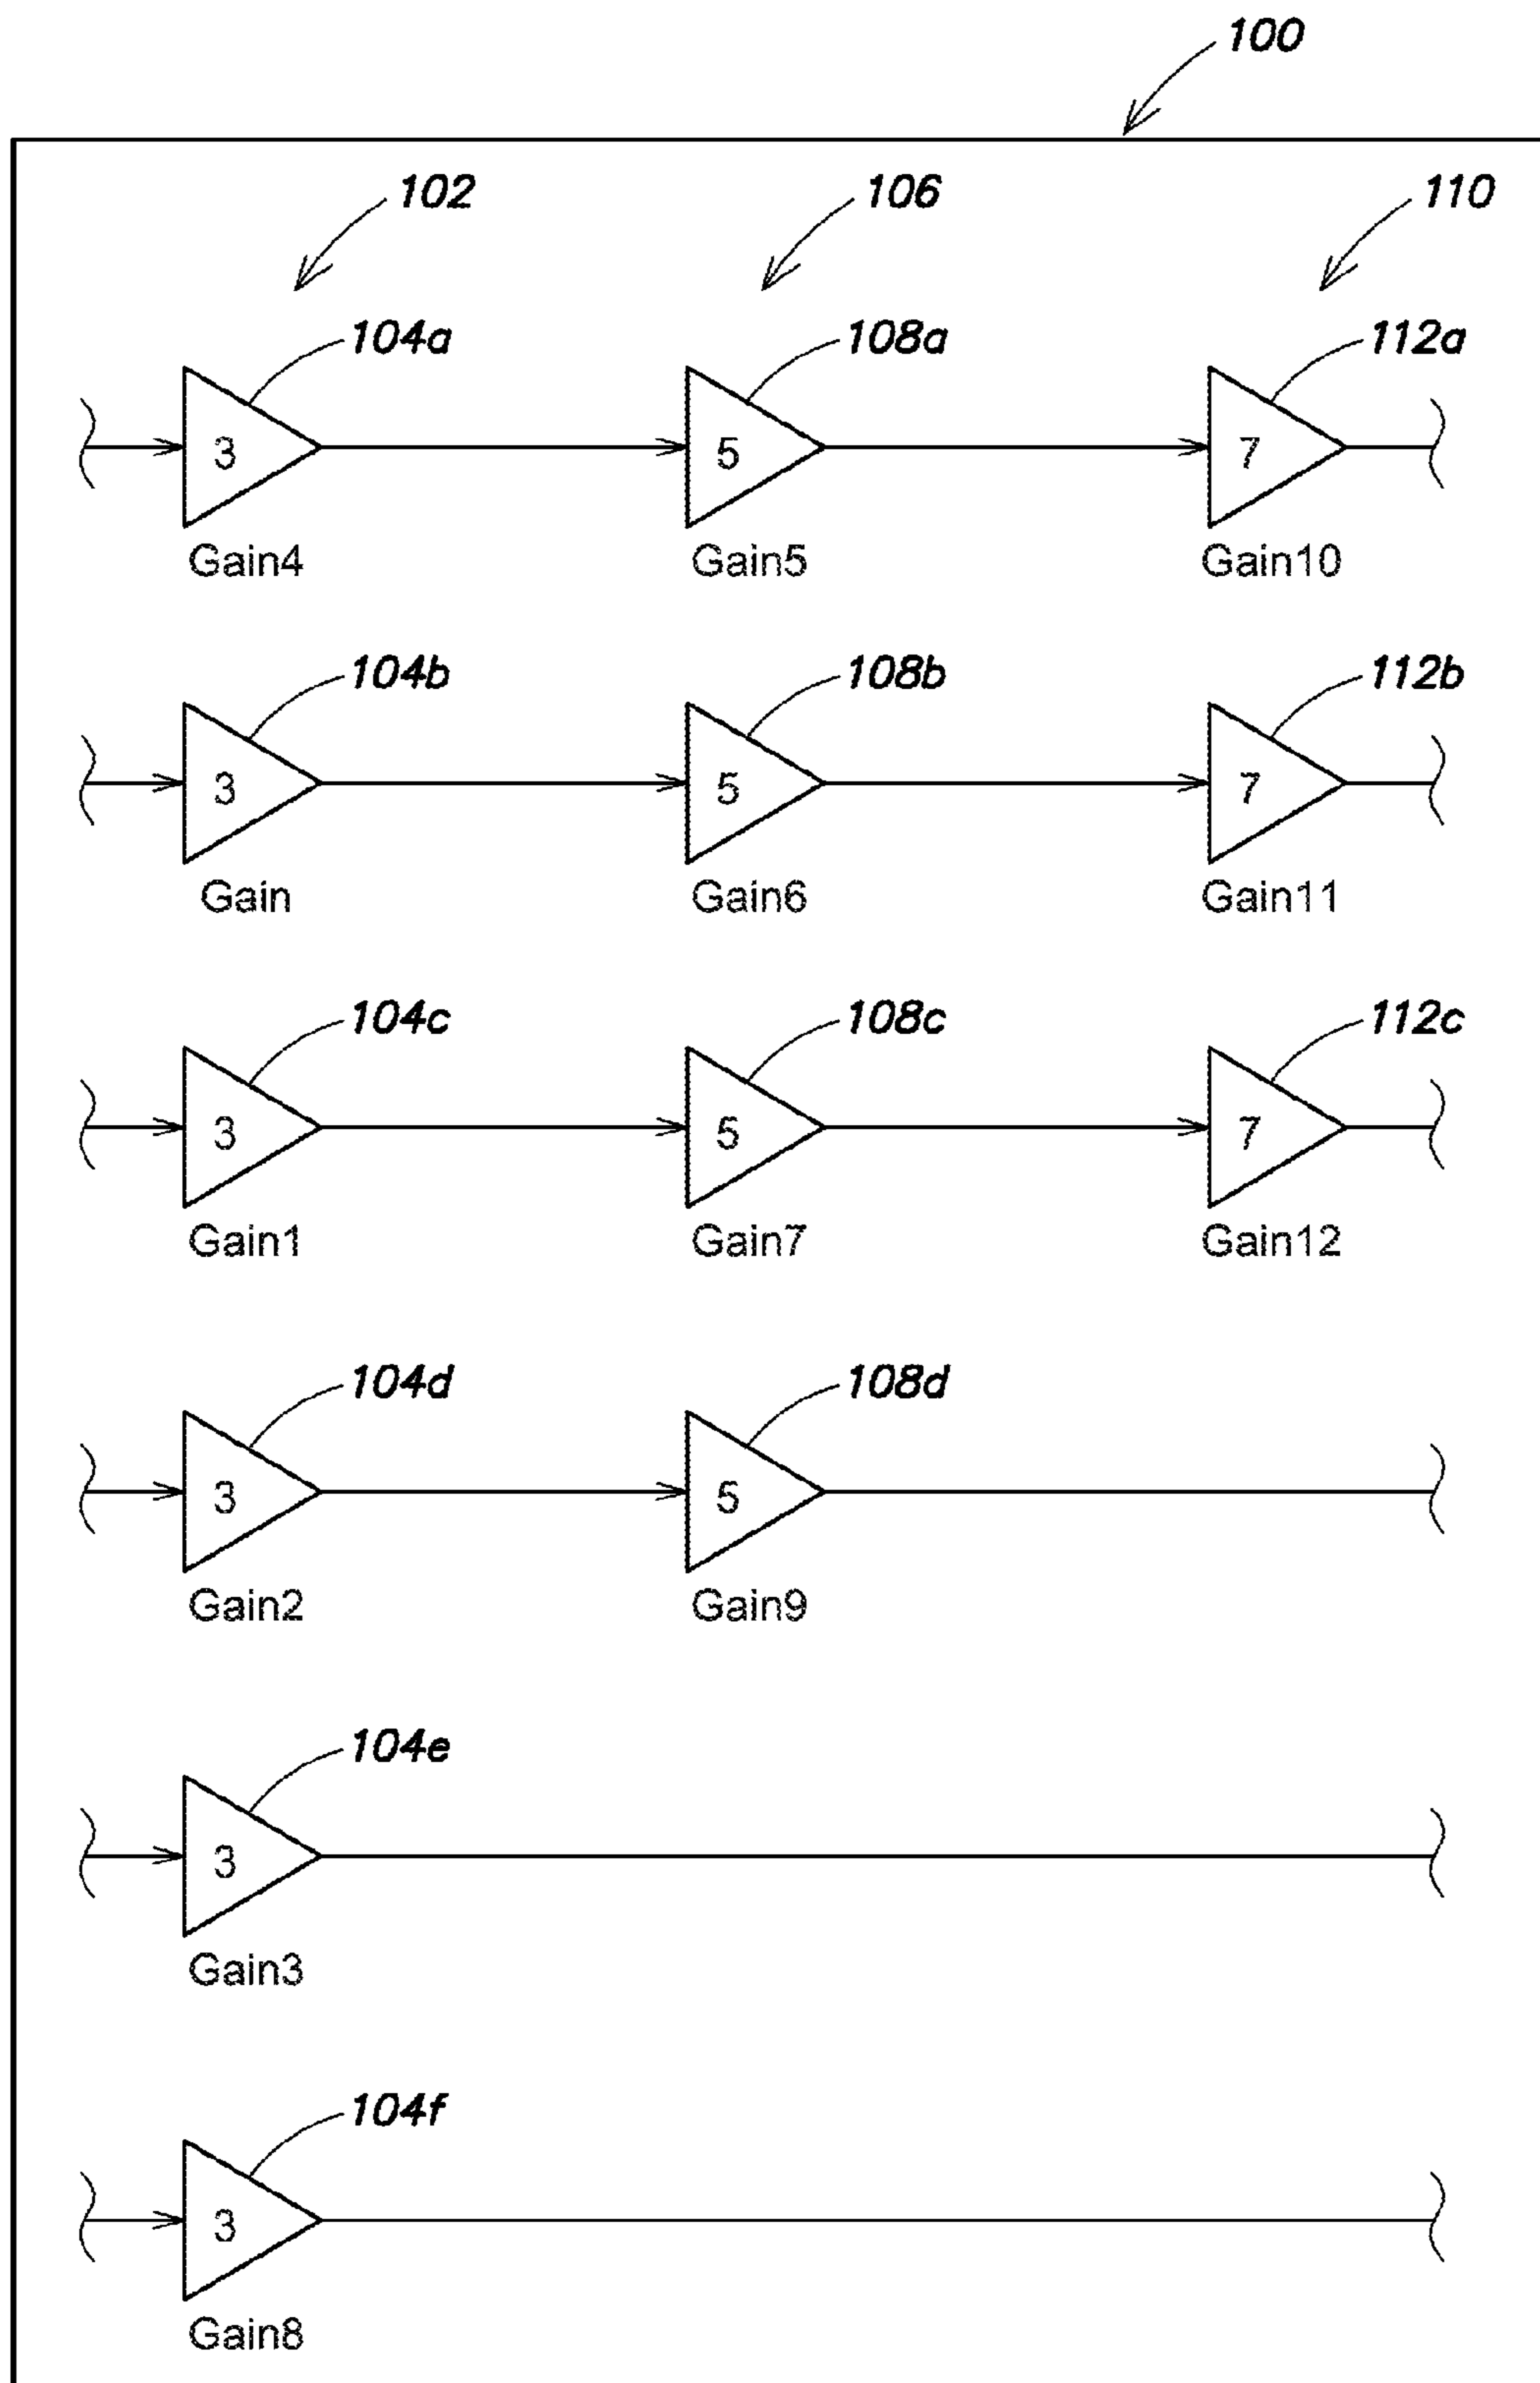 100
102 106 110
104a 108a 112a
3 5 7
Gain4 Gain5 Gain10
104b 108b 112b
3 5 7
Gain Gain6 Gain11
104c 108c 112c
3 5 7
Gain1 Gain7 Gain12
104d 108d
3 5
Gain2 Gain9
104e
3
Gain3
104f
3
Gain8